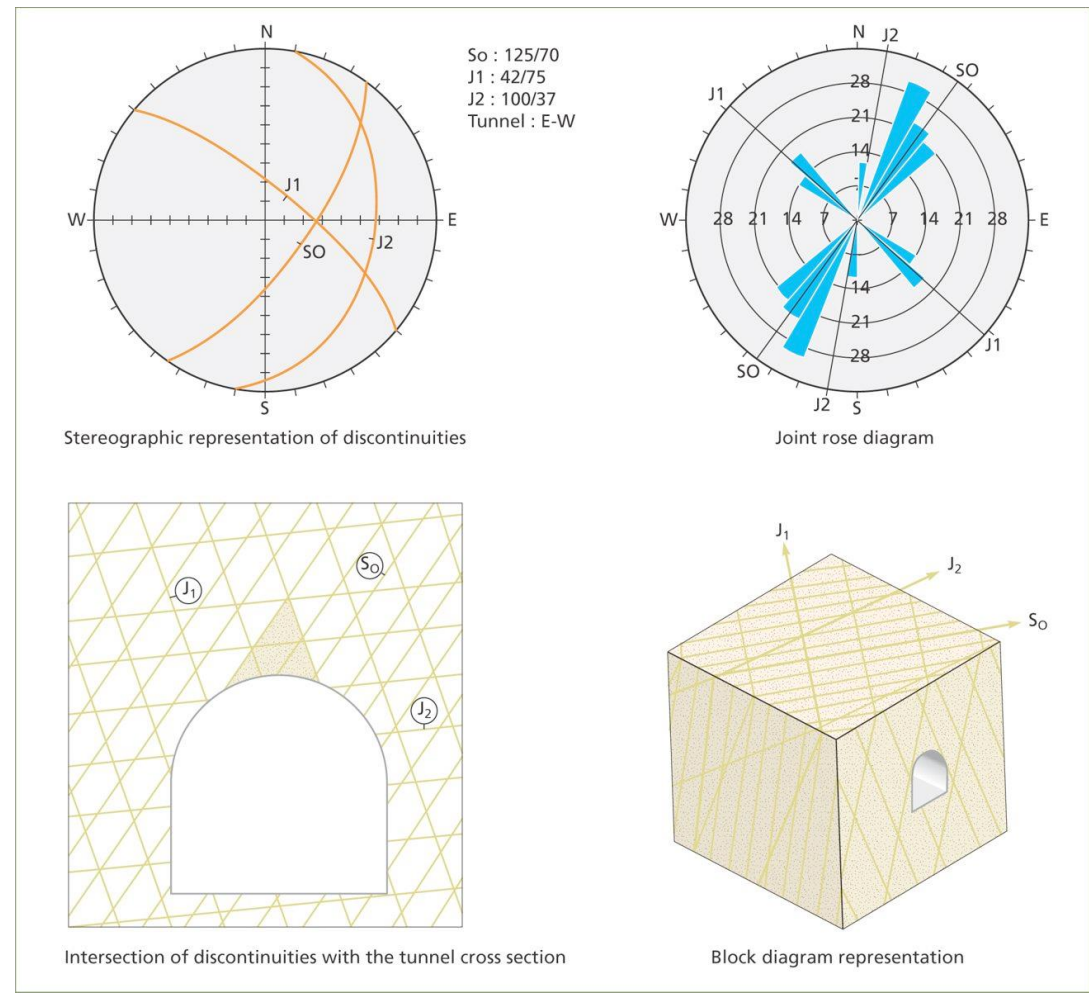 N
W
E
S
J1
SO
J2
So : 125/70
J1 : 42/75
J2 : 100/37
Tunnel : E-W
N
J2
SO
J1
28
21
14
W
28 21 14 7 7 14 21 28
E
14
21
28
SO
J2
S
J1
Stereographic representation of discontinuities
Joint rose diagram
J1
SO
J2
J1
J2
SO
Intersection of discontinuities with the tunnel cross section
Block diagram representation